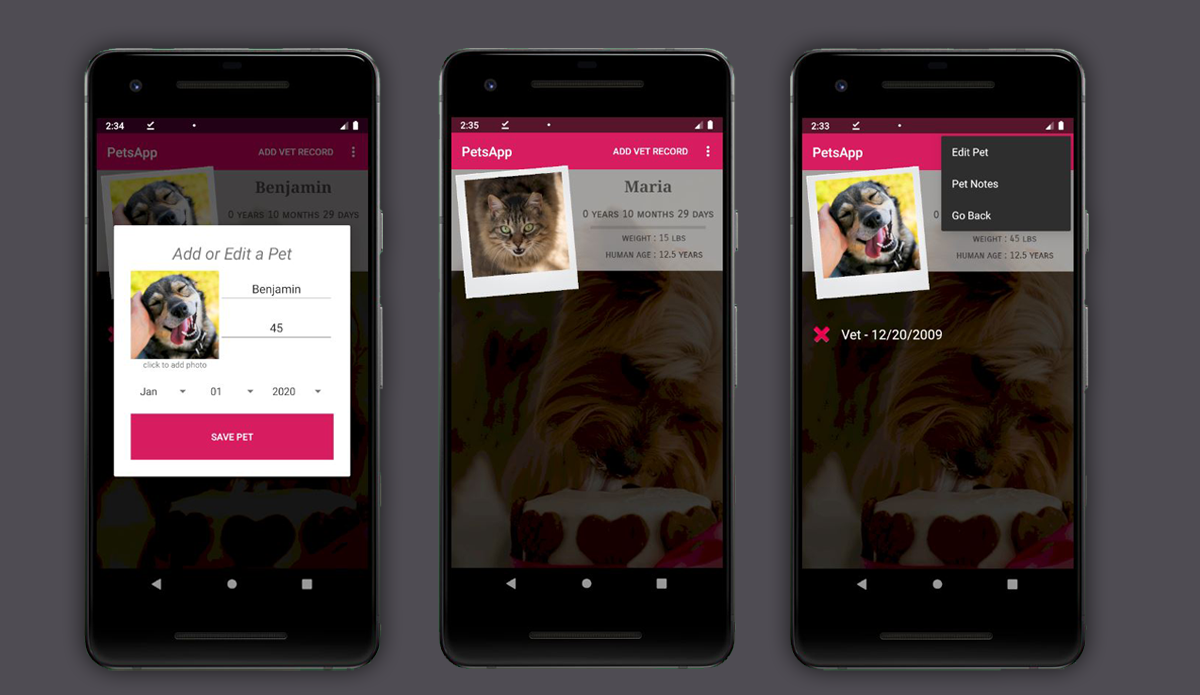 2:34
PetsApp
ADD VET RECORD
Benjamin
0 YEARS 10 MONTHS 29 DAYS
Add or Edit a Pet
Benjamin
45
click to add photo
Jan
01
2020
SAVE PET
2:35
PetsApp
ADD VET RECORD
Maria
0 YEARS 10 MONTHS 29 DAYS
WEIGHT : 15 LBS
HUMAN AGE : 12.5 YEARS
2:33
PetsApp
Edit Pet
Pet Notes
Go Back
0
WEIGHT : 45 LBS
HUMAN AGE : 12.5 YEARS
Vet - 12/20/2009